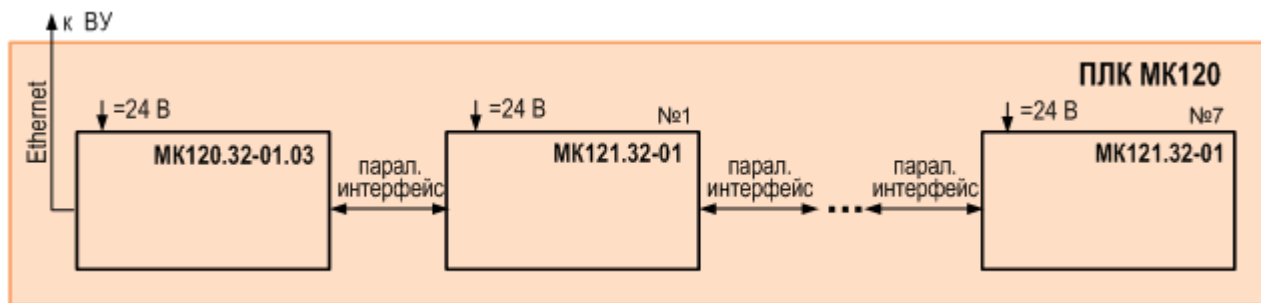 к ВУ
Ethernet
ПЛК МК120
=24 В
МК120.32-01.03
парал.
интерфейс
=24 В
№1
МК121.32-01
парал.
интерфейс
...
парал.
интерфейс
=24 В
№7
МК121.32-01